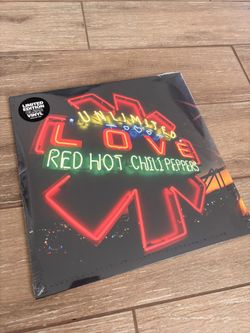 LIMITED
EDITION
VINYL
UNLIMITED
LOVE
RED HOT CHILI PEPPERS